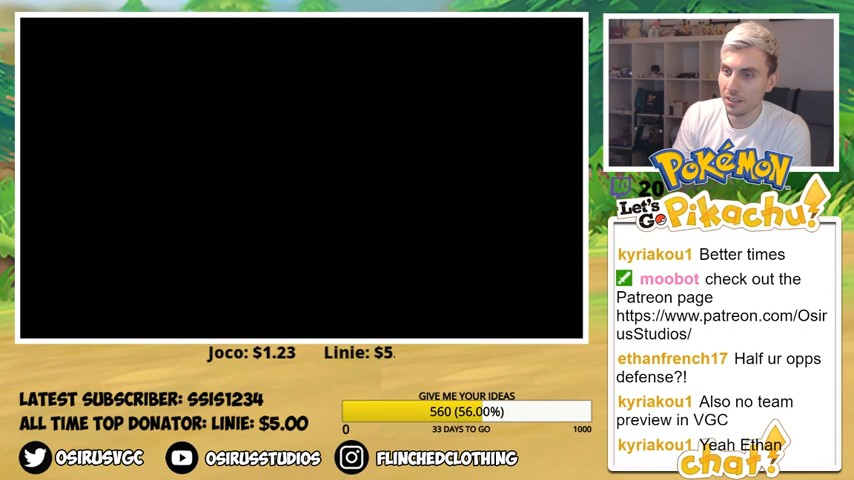 POKéMON
20
Let's Go Pikachu!
kyriakou1 Better times
moobot check out the
Patreon page
https://www.patreon.com/Osir
usStudios/
ethanfrench17 Half ur opps
defense?!
kyriakou1 Also no team
preview in VGC
kyriakou1 Yeah Ethan
chat!
Joco: $1.23 Linie: $5.
LATEST SUBSCRIBER: SSIS1234
ALL TIME TOP DONATOR: LINIE: $5.00
GIVE ME YOUR IDEAS
560 (56.00%)
0 33 DAYS TO GO 1000
OSIRUSVGC OSIRUSSTUDIOS FLINCHEDCLOTHING